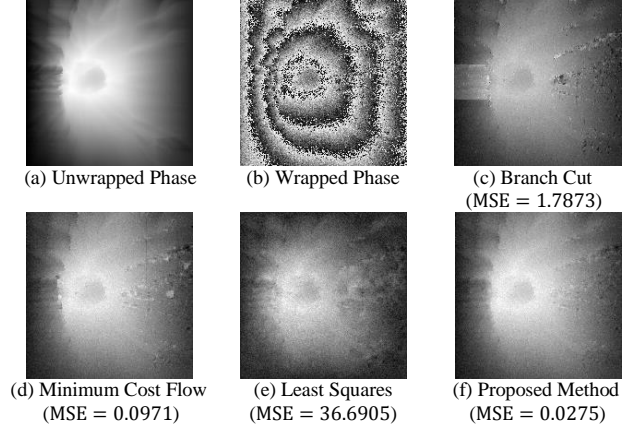 (a) Unwrapped Phase
(b) Wrapped Phase
(c) Branch Cut
(MSE = 1.7873)
(d) Minimum Cost Flow
(MSE = 0.0971)
(e) Least Squares
(MSE = 36.6905)
(f) Proposed Method
(MSE = 0.0275)